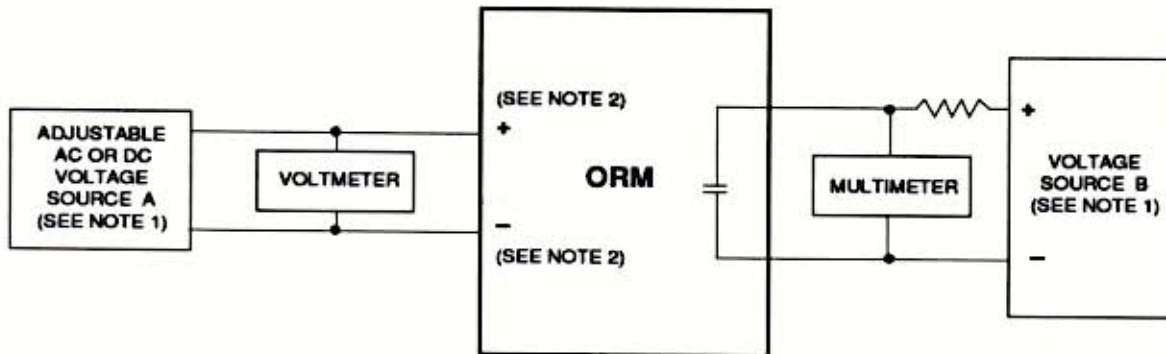 ADJUSTABLE
AC OR DC
VOLTAGE
SOURCE A
(SEE NOTE 1)
VOLTMETER
(SEE NOTE 2)
+
ORM
−
(SEE NOTE 2)
MULTIMETER
+
VOLTAGE
SOURCE B
(SEE NOTE 1)
−